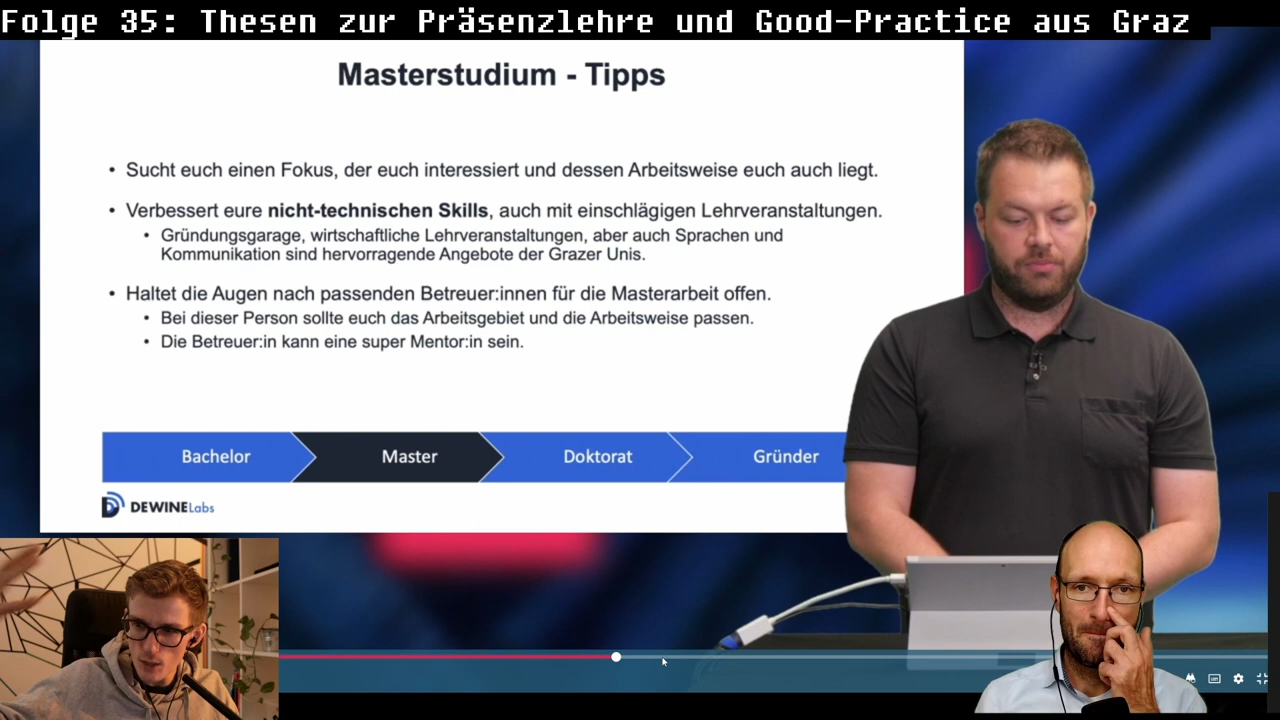 Folge 35: Thesen zur Präsenzlehre und Good-Practice aus Graz
Masterstudium - Tipps
• Sucht euch einen Fokus, der euch interessiert und dessen Arbeitsweise euch auch liegt.
• Verbessert eure nicht-technischen Skills, auch mit einschlägigen Lehrveranstaltungen.
• Gründungsgarage, wirtschaftliche Lehrveranstaltungen, aber auch Sprachen und
Kommunikation sind hervorragende Angebote der Grazer Unis.
• Haltet die Augen nach passenden Betreuer:innen für die Masterarbeit offen.
• Bei dieser Person sollte euch das Arbeitsgebiet und die Arbeitsweise passen.
• Die Betreuer:in kann eine super Mentor:in sein.
Bachelor Master Doktorat Gründer
DEWINE Labs